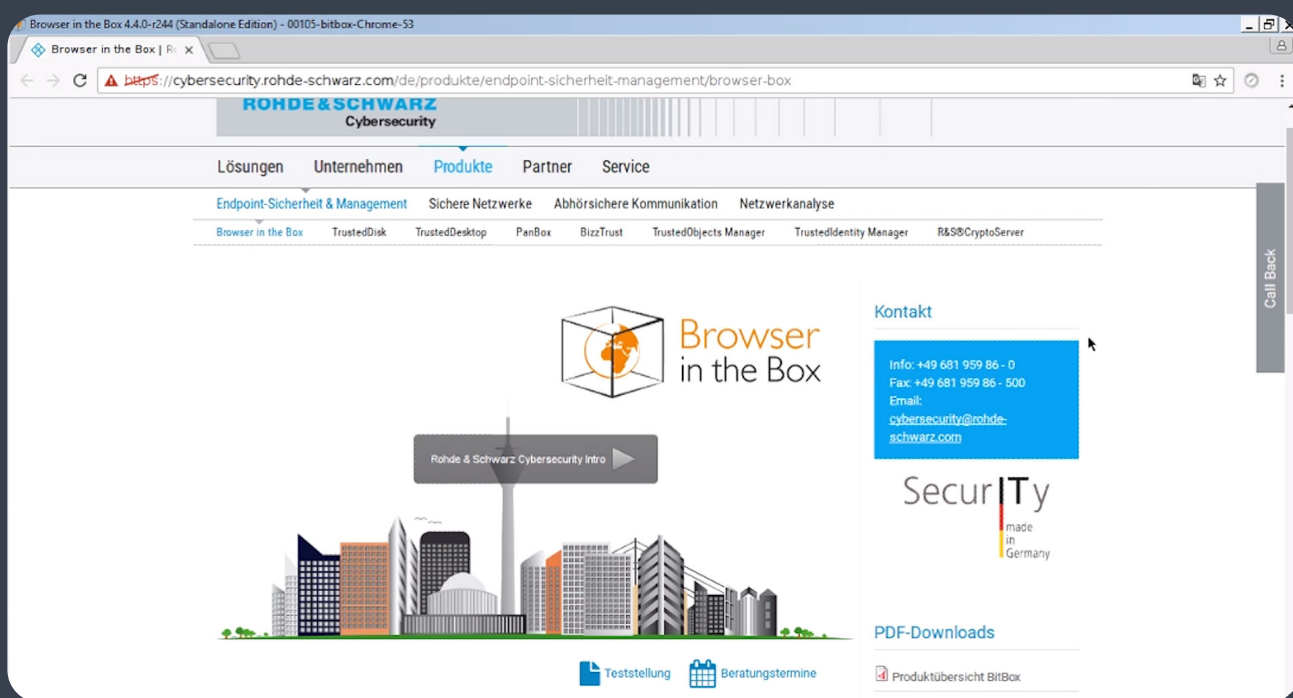 Browser in the Box 4.4.0-r244 (Standalone Edition) - 00105-bitbox-Chrome-53
Browser in the Box |
https://cybersecurity.rohde-schwarz.com/de/produkte/endpoint-sicherheit-management/browser-box
ROHDE&SCHWARZ
Cybersecurity
Lösungen Unternehmen Produkte Partner Service
Endpoint-Sicherheit & Management Sichere Netzwerke Abhörsichere Kommunikation Netzwerkanalyse
Browser in the Box TrustedDisk TrustedDesktop PanBox BizzTrust TrustedObjects Manager TrustedIdentity Manager R&S®CryptoServer
Call Back
Browser
in the Box
Kontakt
Info: +49 681 959 86 - 0
Fax: +49 681 959 86 - 500
Email:
cybersecurity@rohde-
schwarz.com
Rohde & Schwarz Cybersecurity Intro
SecurITy
made
in
Germany
PDF-Downloads
Produktübersicht BitBox
Teststellung Beratungstermine